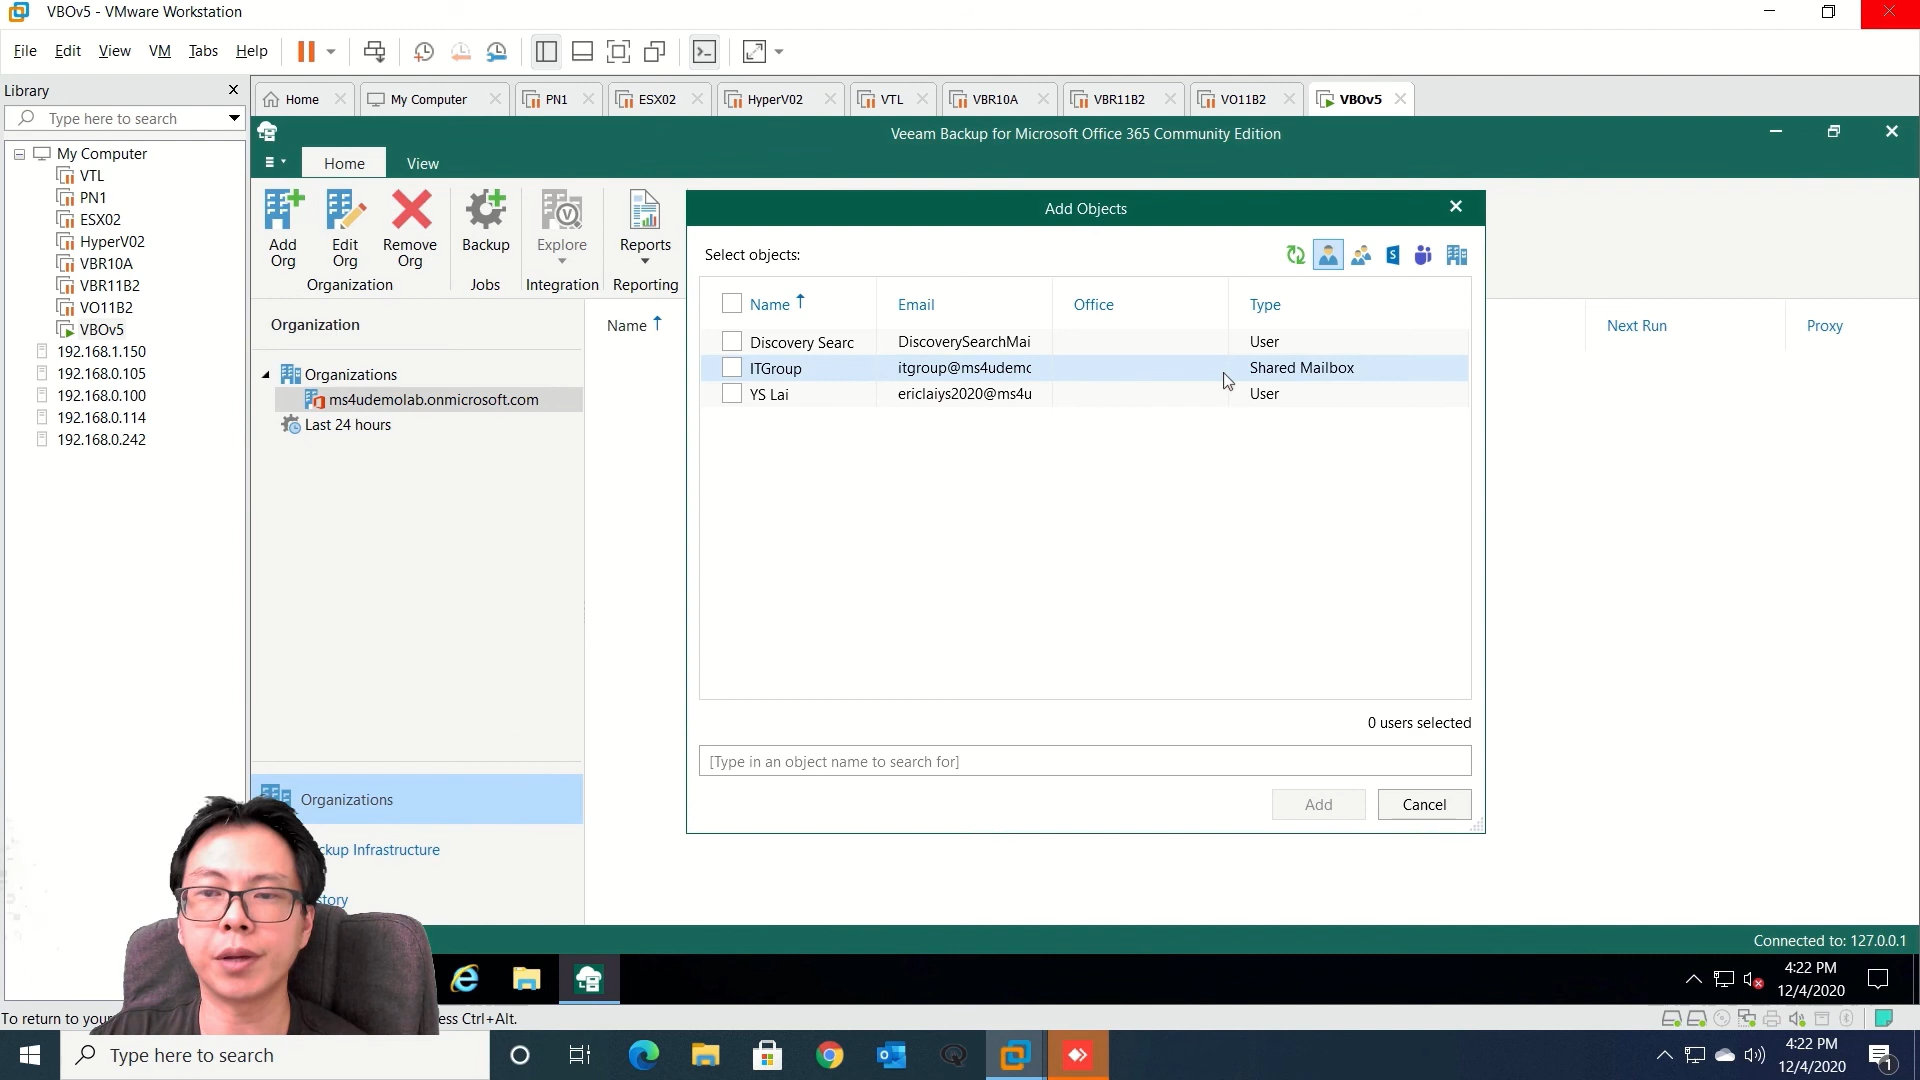 VBOv5 - VMware Workstation
File Edit View VM Tabs Help
Library
Type here to search
My Computer
VTL
PN1
ESX02
HyperV02
VBR10A
VBR11B2
VO11B2
VBOv5
192.168.1.150
192.168.0.105
192.168.0.100
192.168.0.114
192.168.0.242
Home My Computer PN1 ESX02 HyperV02 VTL VBR10A VBR11B2 VO11B2 VBOv5
Veeam Backup for Microsoft Office 365 Community Edition
Home View
Add Org
Edit Org
Remove Org
Organization
Backup
Jobs
Explore
Integration
Reports
Reporting
Organization
Organizations
ms4udemolab.onmicrosoft.com
Last 24 hours
Name
Next Run
Proxy
Add Objects
Select objects:
Name Email Office Type
Discovery Searc DiscoverySearchMai User
ITGroup itgroup@ms4udemc Shared Mailbox
YS Lai ericlaiys2020@ms4u User
0 users selected
[Type in an object name to search for]
Add Cancel
Organizations
ckup Infrastructure
story
Connected to: 127.0.0.1
4:22 PM
12/4/2020
To return to your
ess Ctrl+Alt.
Type here to search
4:22 PM
12/4/2020
1